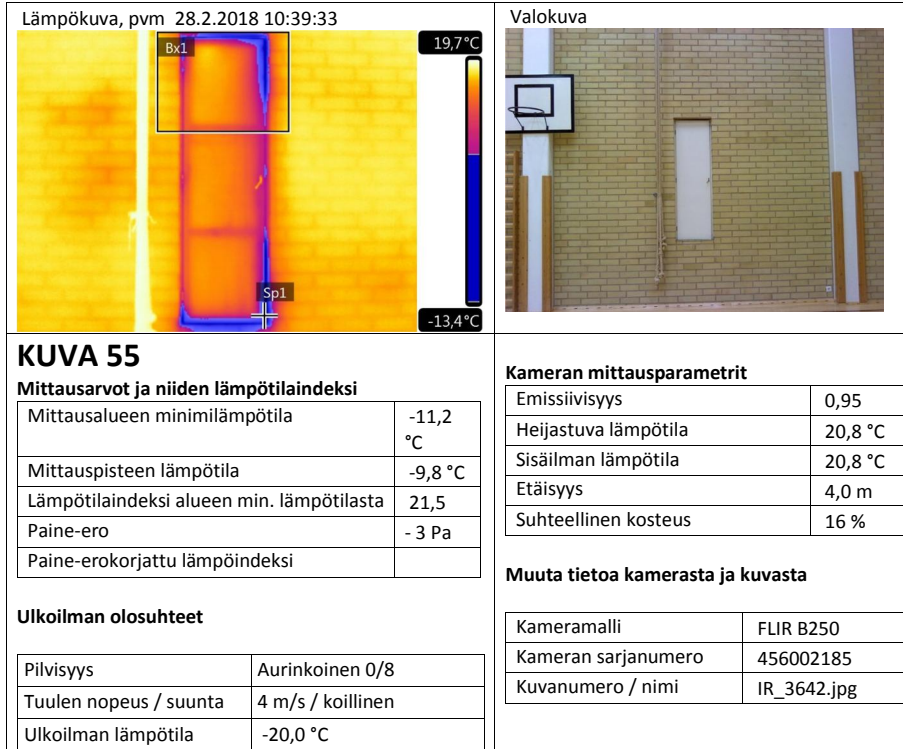 Lämpökuva, pvm 28.2.2018 10:39:33
Bx1
19,7°C
Sp1
-13,4°C
KUVA 55
Mittausarvot ja niiden lämpötilaindeksi
Mittausalueen minimilämpötila -11,2
°C
Mittauspisteen lämpötila -9,8 °C
Lämpötilaindeksi alueen min. lämpötilasta 21,5
Paine-ero - 3 Pa
Paine-erokorjattu lämpöindeksi
Ulkoilman olosuhteet
Pilvisyys Aurinkoinen 0/8
Tuulen nopeus / suunta 4 m/s / koillinen
Ulkoilman lämpötila -20,0 °C
Valokuva
Kameran mittausparametrit
Emissiivisyys 0,95
Heijastuva lämpötila 20,8 °C
Sisäilman lämpötila 20,8 °C
Etäisyys 4,0 m
Suhteellinen kosteus 16 %
Muuta tietoa kamerasta ja kuvasta
Kameramalli FLIR B250
Kameran sarjanumero 456002185
Kuvanumero / nimi IR_3642.jpg